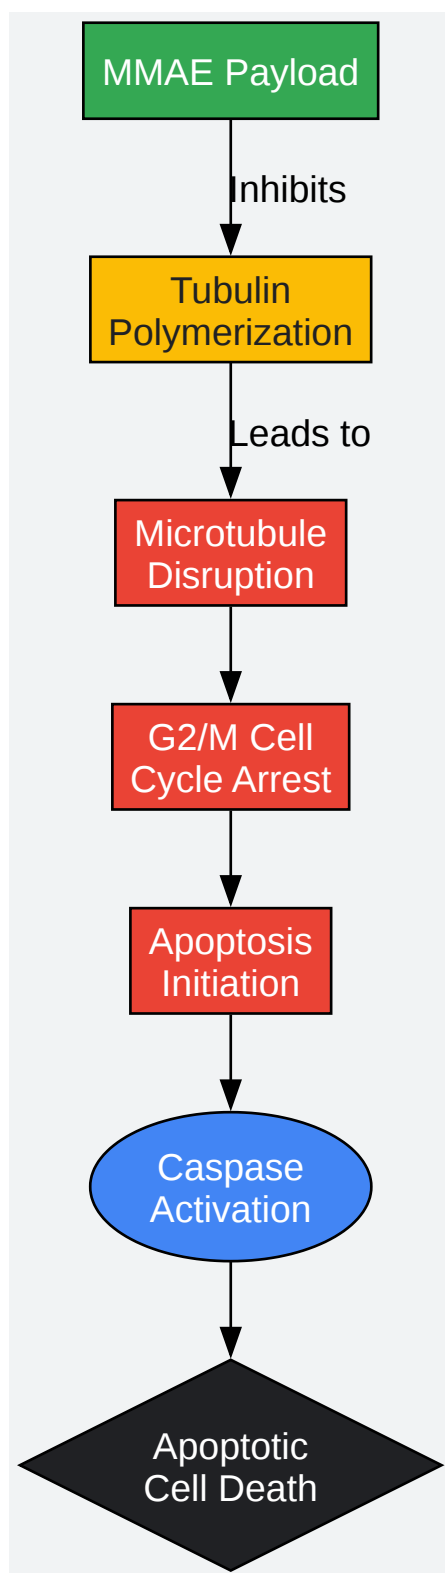 MMAE Payload
Inhibits
Tubulin
Polymerization
Leads to
Microtubule
Disruption
G2/M Cell
Cycle Arrest
Apoptosis
Initiation
Caspase
Activation
Apoptotic
Cell Death